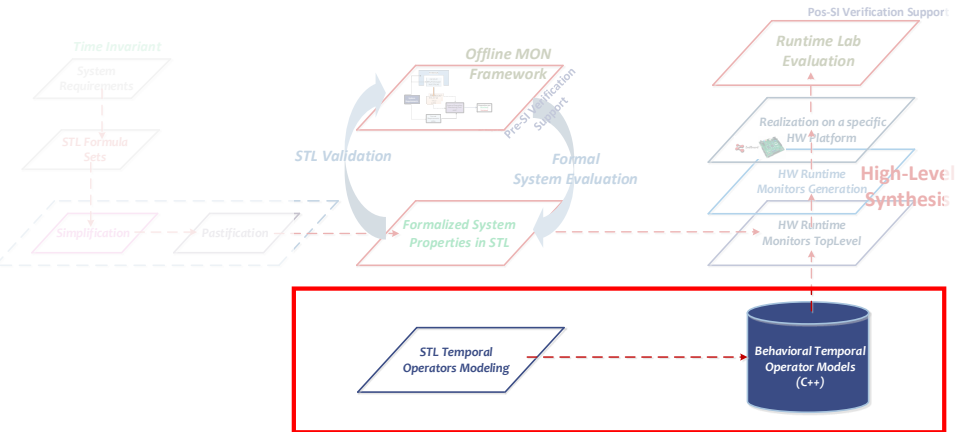 Pos-SI Verification Support
Time Invariant
System
Requirements
STL Formula
Sets
Simplification
Pastification
Offline MON
Framework
Pre-SI Verification
Support
STL Validation
Formal
System Evaluation
Formalized System
Properties in STL
Runtime Lab
Evaluation
Realization on a specific
HW Platform
HW Runtime
Monitors Generation
High-Level
Synthesis
HW Runtime
Monitors TopLevel
STL Temporal
Operators Modeling
Behavioral Temporal
Operator Models
(C++)